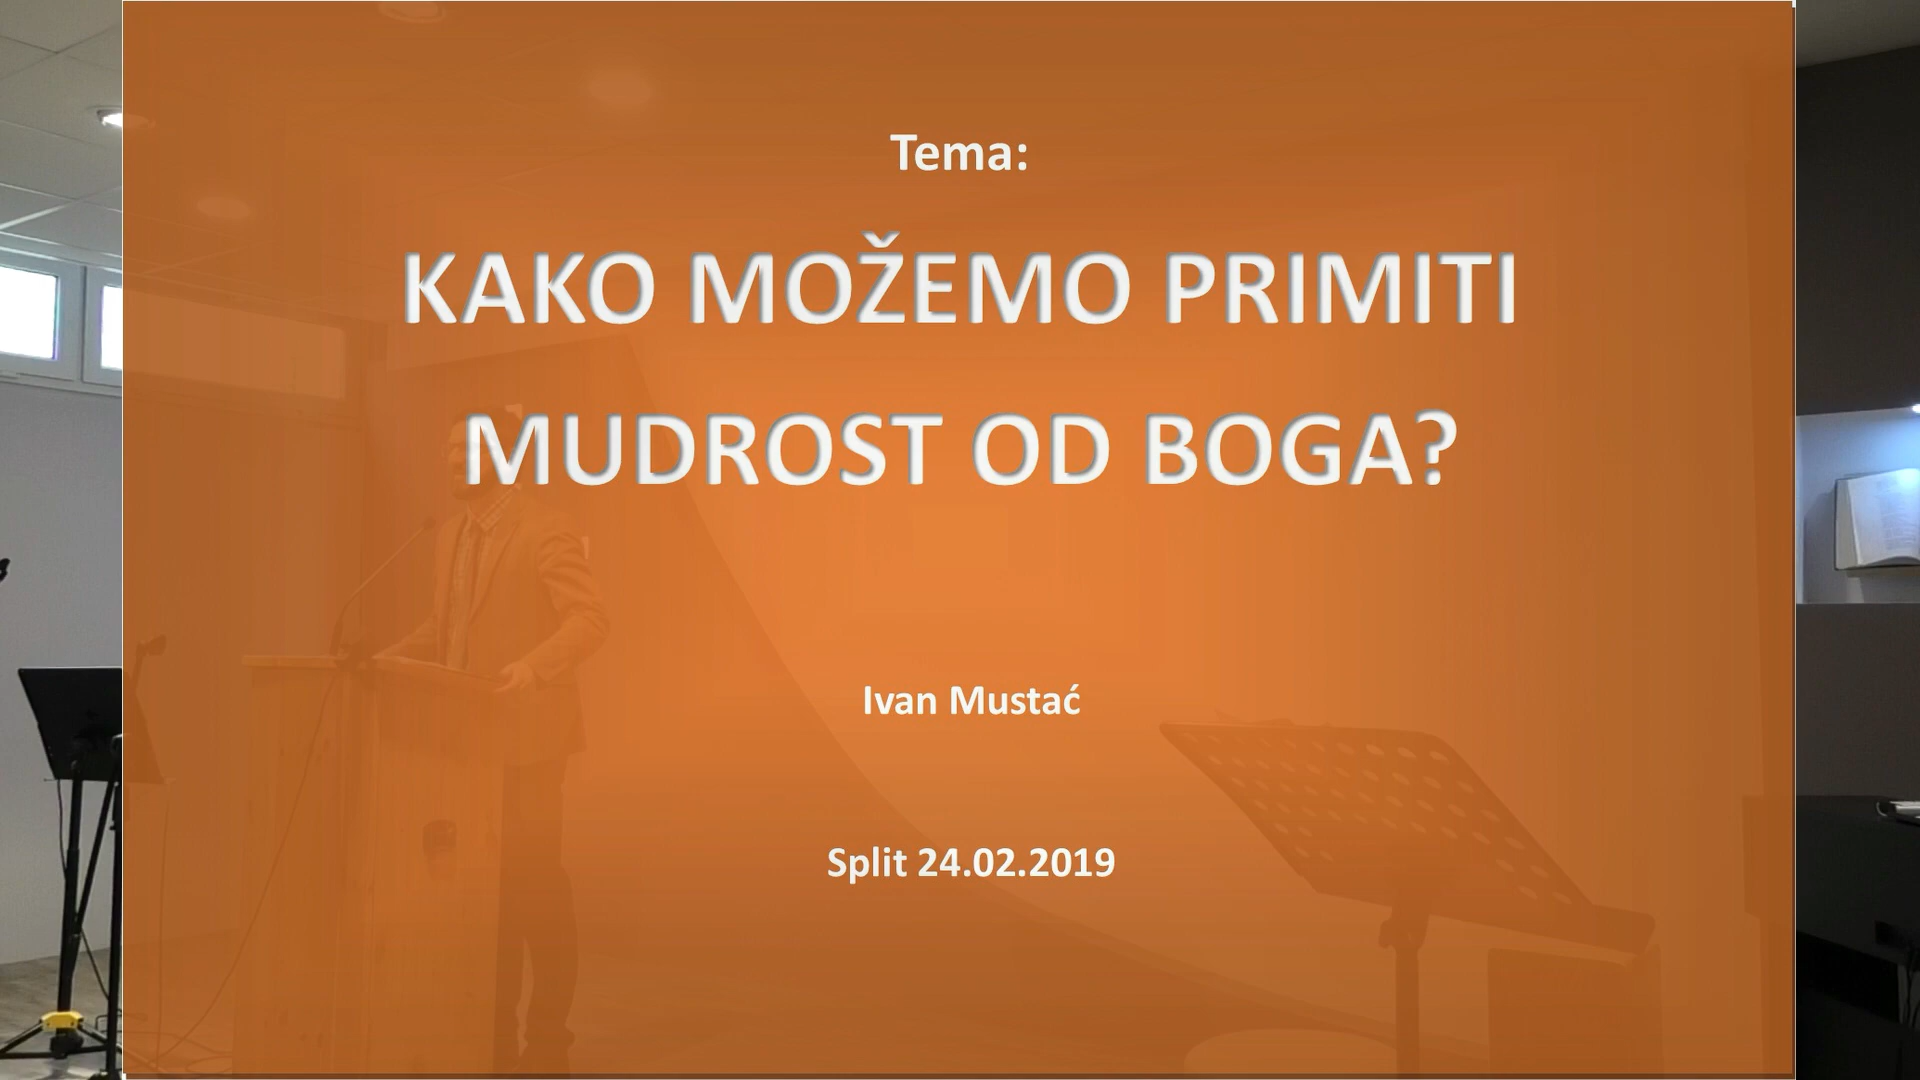 Tema:
KAKO MOŽEMO PRIMITI
MUDROST OD BOGA?
Ivan Mustać
Split 24.02.2019